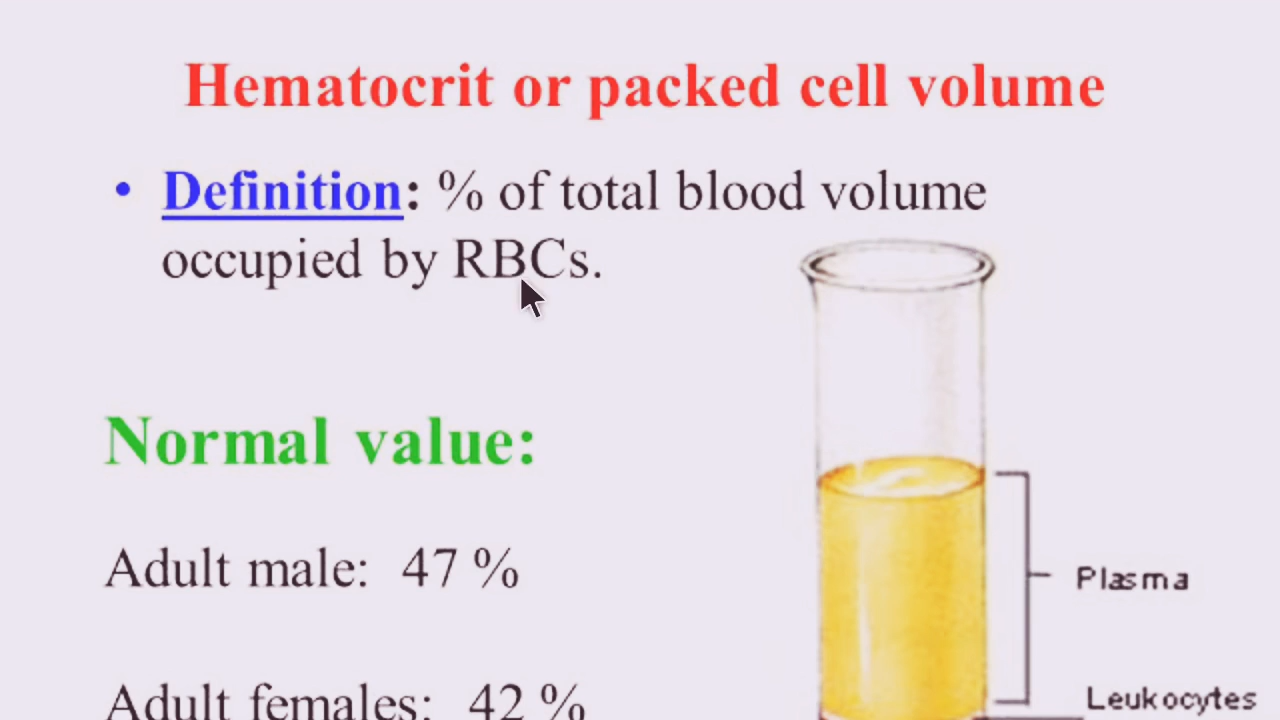 Hematocrit or packed cell volume
• Definition: % of total blood volume
occupied by RBCs.
Normal value:
Adult male: 47 %
Plasma
Adult females: 42 %
Leukocytes